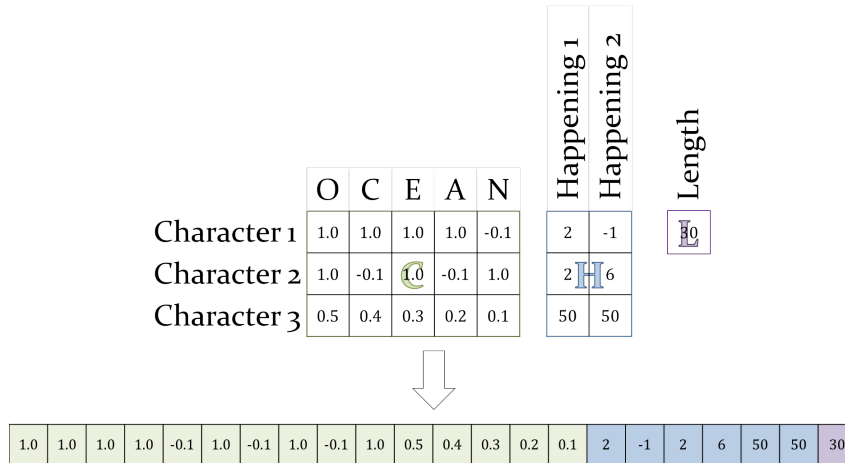 Happening 1
Happening 2
Length
O C E A N
Character 1 1.0 1.0 1.0 1.0 -0.1 2 -1 30 L
Character 2 1.0 -0.1 1.0 -0.1 1.0 2 6 C H
Character 3 0.5 0.4 0.3 0.2 0.1 50 50
1.0 1.0 1.0 1.0 -0.1 1.0 -0.1 1.0 -0.1 1.0 0.5 0.4 0.3 0.2 0.1 2 -1 2 6 50 50 30